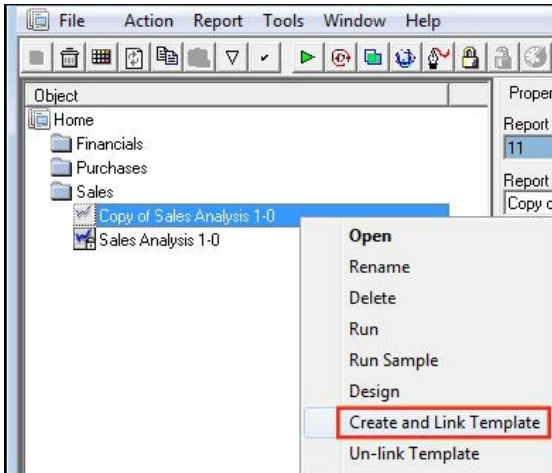 File Action Report Tools Window Help
Object
Proper
Home
Report
Financials
11
Purchases
Report
Sales
Copy o
Copy of Sales Analysis 1-0
Sales Analysis 1-0
Open
Rename
Delete
Run
Run Sample
Design
Create and Link Template
Un-link Template